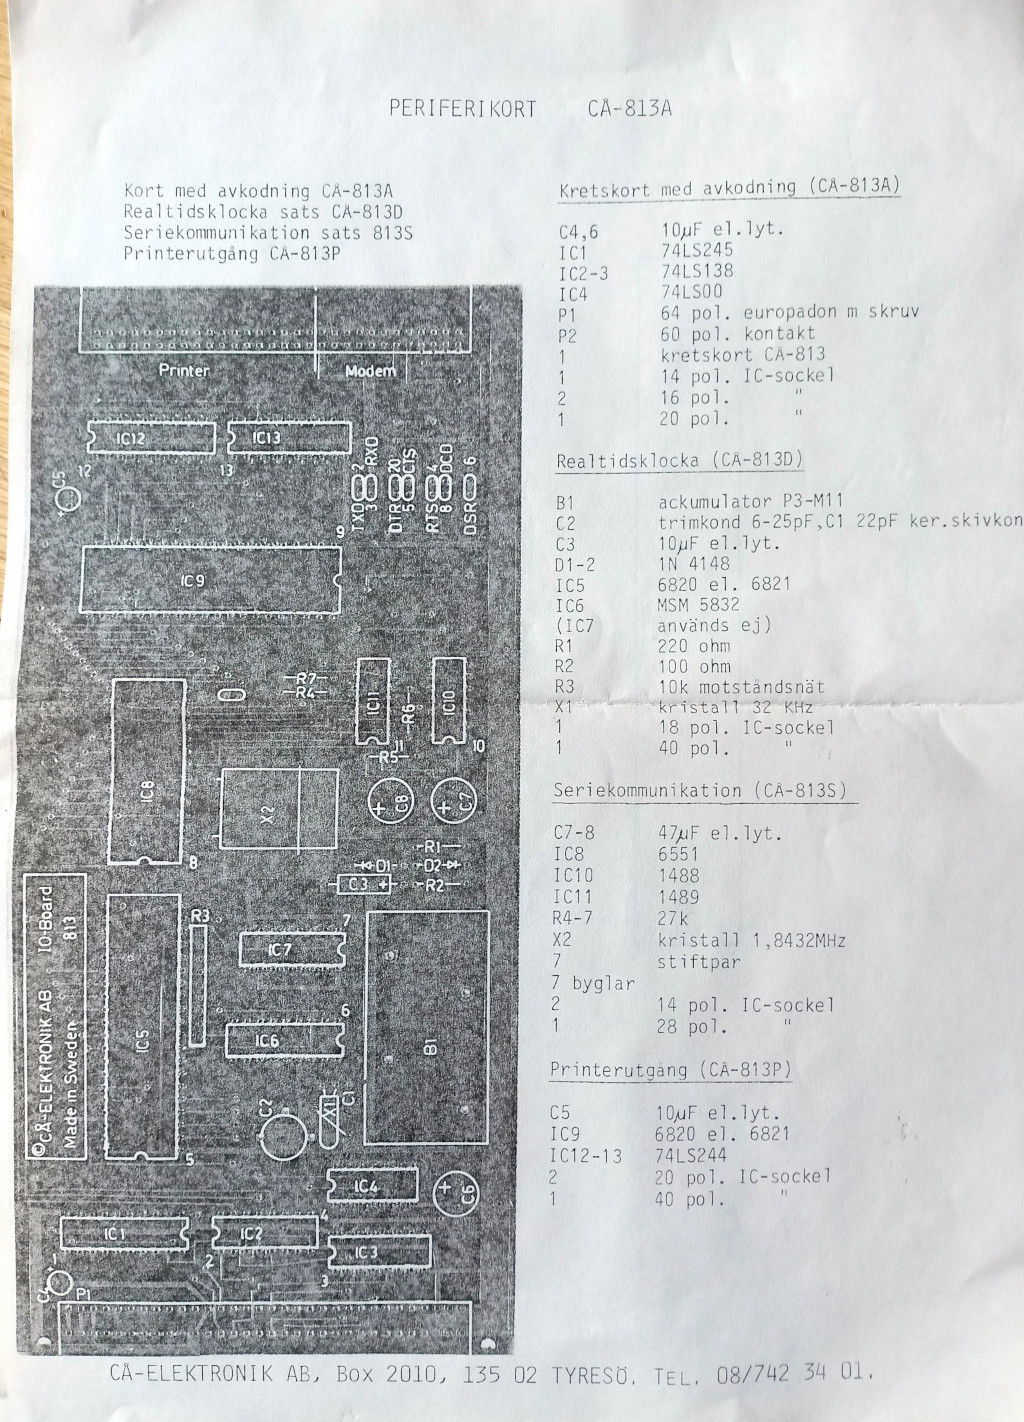 PERIFERIKORT CÅ-813A
Kort med avkodning CÅ-813A
Realtidsklocka sats CÅ-813D
Seriekommunikation sats 813S
Printerutgång CÅ-813P
Printer
Modem
IC12
IC13
12
13
C5
TXD 2
3 RXD
DTR 20
5 CTS
RTS 4
8 DCD
DSR 6
9
IC9
R7
R4
IC11
R6
IC10
11
10
R5
IC8
X2
C8
C7
8
R1
D1
D2
C3 +
R2
©CÅ-ELEKTRONIK AB IO-Board
Made in Sweden 813
R3
7
IC7
6
IC6
IC5
B1
C2
X1
C1
5
IC4
C6
4
IC1
IC2
IC3
2
3
1
C4
P1
Kretskort med avkodning (CÅ-813A)
C4,6 10µF el.lyt.
IC1 74LS245
IC2-3 74LS138
IC4 74LS00
P1 64 pol. europadon m skruv
P2 60 pol. kontakt
1 kretskort CÅ-813
1 14 pol. IC-sockel
2 16 pol. "
1 20 pol. "
Realtidsklocka (CÅ-813D)
B1 ackumulator P3-M11
C2 trimkond 6-25pF,C1 22pF ker.skivkon
C3 10µF el.lyt.
D1-2 1N 4148
IC5 6820 el. 6821
IC6 MSM 5832
(IC7 används ej)
R1 220 ohm
R2 100 ohm
R3 10k motståndsnät
X1 kristall 32 KHz
1 18 pol. IC-sockel
1 40 pol. "
Seriekommunikation (CÅ-813S)
C7-8 47µF el.lyt.
IC8 6551
IC10 1488
IC11 1489
R4-7 27k
X2 kristall 1,8432MHz
7 stiftpar
7 byglar
2 14 pol. IC-sockel
1 28 pol. "
Printerutgång (CÅ-813P)
C5 10µF el.lyt.
IC9 6820 el. 6821
IC12-13 74LS244
2 20 pol. IC-sockel
1 40 pol. "
CÅ-ELEKTRONIK AB, Box 2010, 135 02 TYRESÖ. TEL. 08/742 34 01.